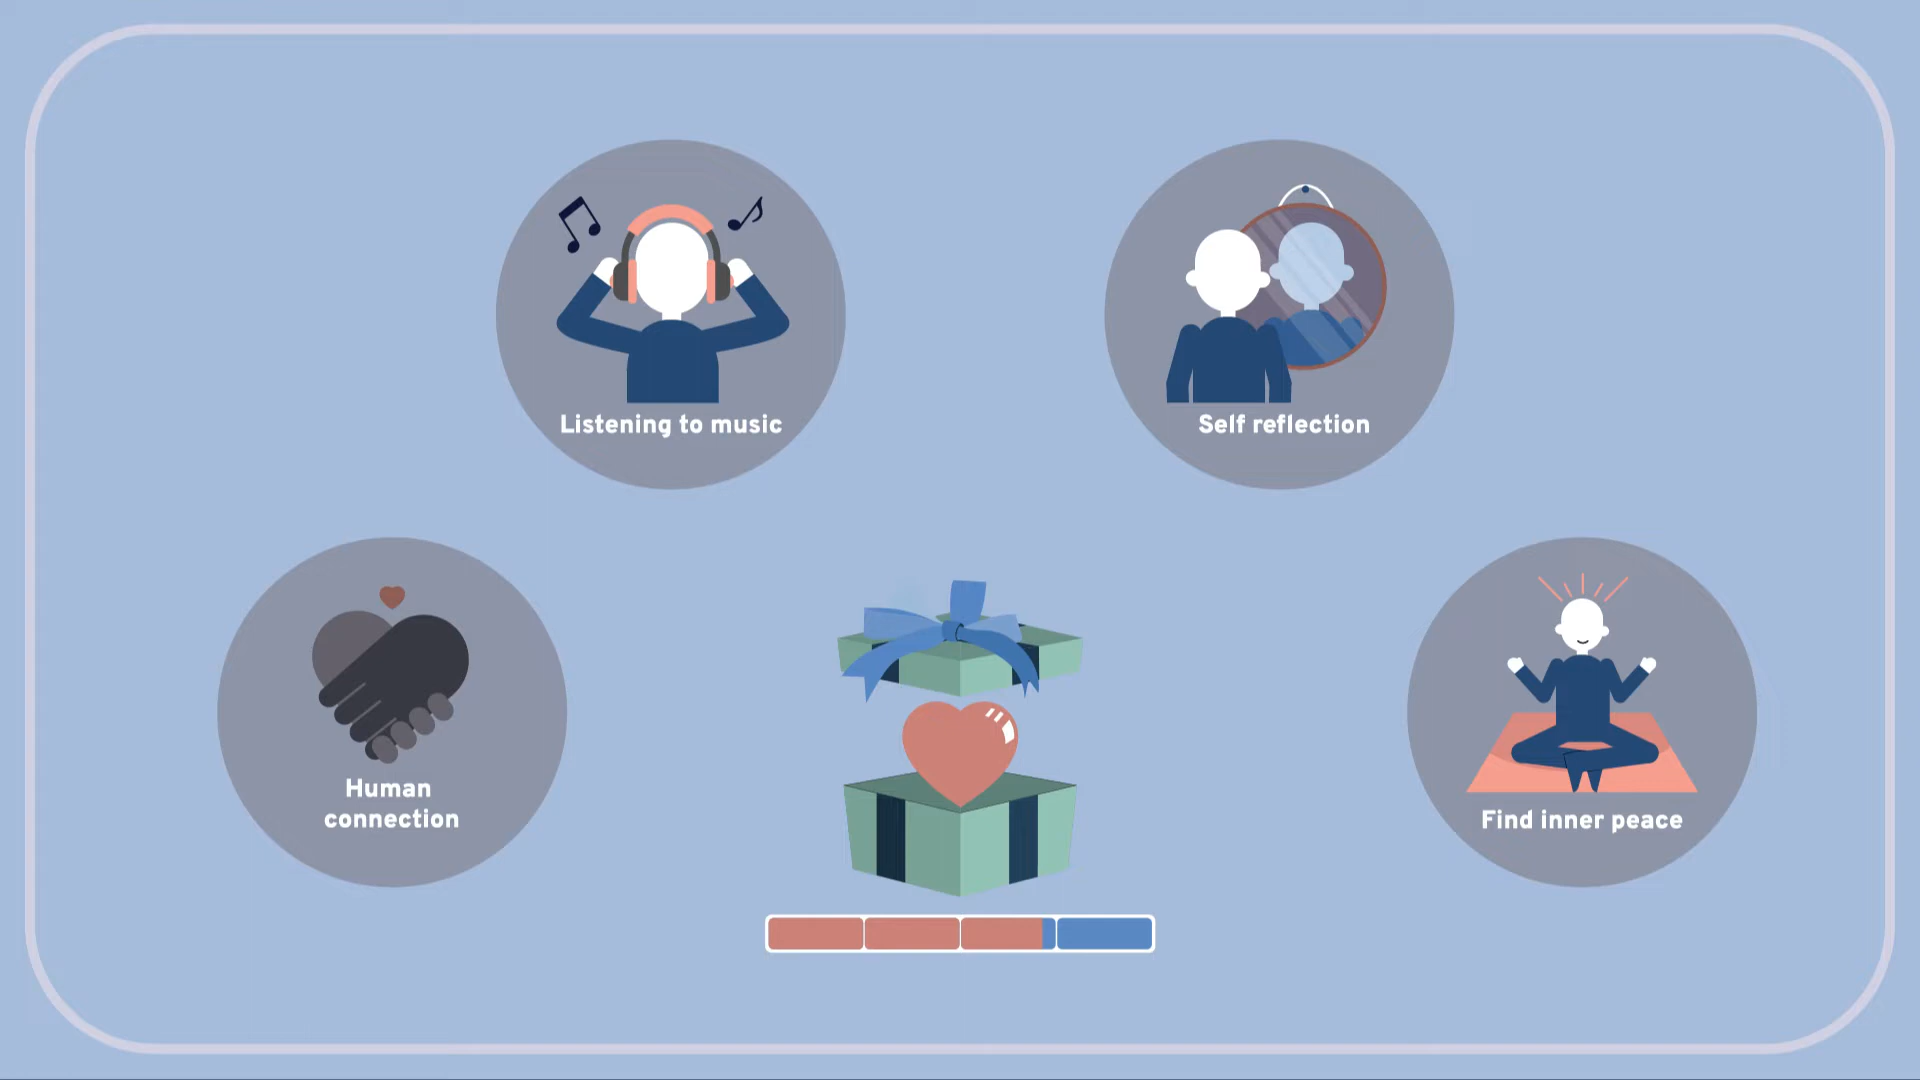 Listening to music
Self reflection
Human
connection
Find inner peace